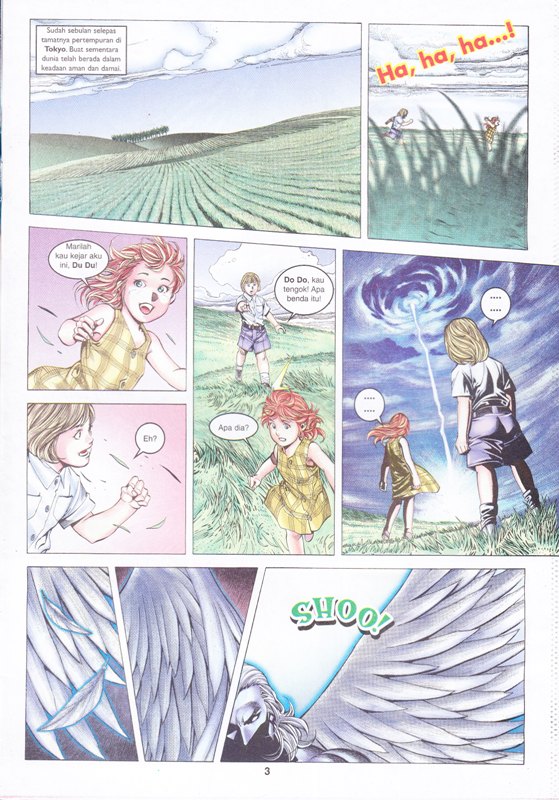 Sudah sebulan selepas
tamatnya pertempuran di
Tokyo. Buat sementara
dunia telah berada dalam
keadaan aman dan damai.
Ha, ha, ha...!
Marilah
kau kejar aku
ini, Du Du!
Eh?
Do Do, kau
tengok! Apa
benda itu!
Apa dia?
....
....
....
....
SHOO!
3